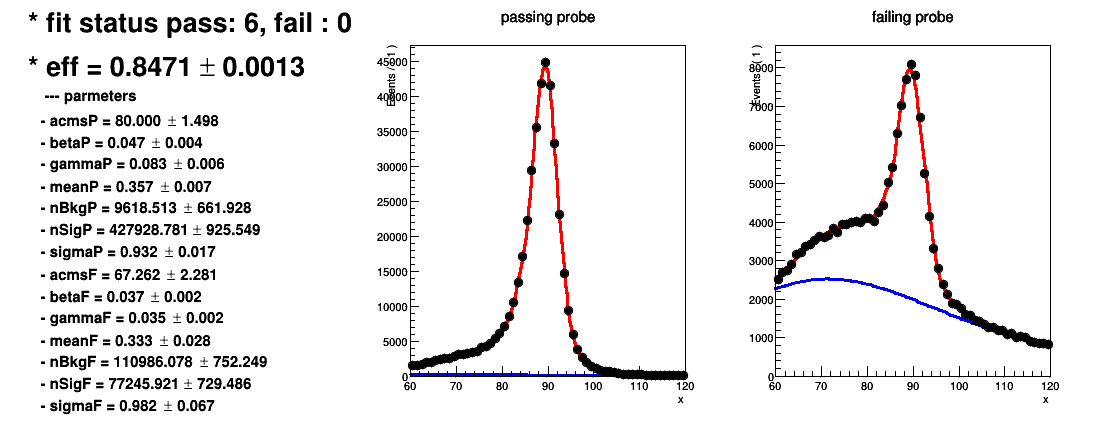 * fit status pass: 6, fail : 0
* eff = 0.8471 ± 0.0013
--- parmeters
- acmsP = 80.000 ± 1.498
- betaP = 0.047 ± 0.004
- gammaP = 0.083 ± 0.006
- meanP = 0.357 ± 0.007
- nBkgP = 9618.513 ± 661.928
- nSigP = 427928.781 ± 925.549
- sigmaP = 0.932 ± 0.017
- acmsF = 67.262 ± 2.281
- betaF = 0.037 ± 0.002
- gammaF = 0.035 ± 0.002
- meanF = 0.333 ± 0.028
- nBkgF = 110986.078 ± 752.249
- nSigF = 77245.921 ± 729.486
- sigmaF = 0.982 ± 0.067
passing probe
Events / ( 1 )
45000
40000
35000
30000
25000
20000
15000
10000
5000
0
60 70 80 90 100 110 120
x
failing probe
Events / ( 1 )
8000
7000
6000
5000
4000
3000
2000
1000
0
60 70 80 90 100 110 120
x